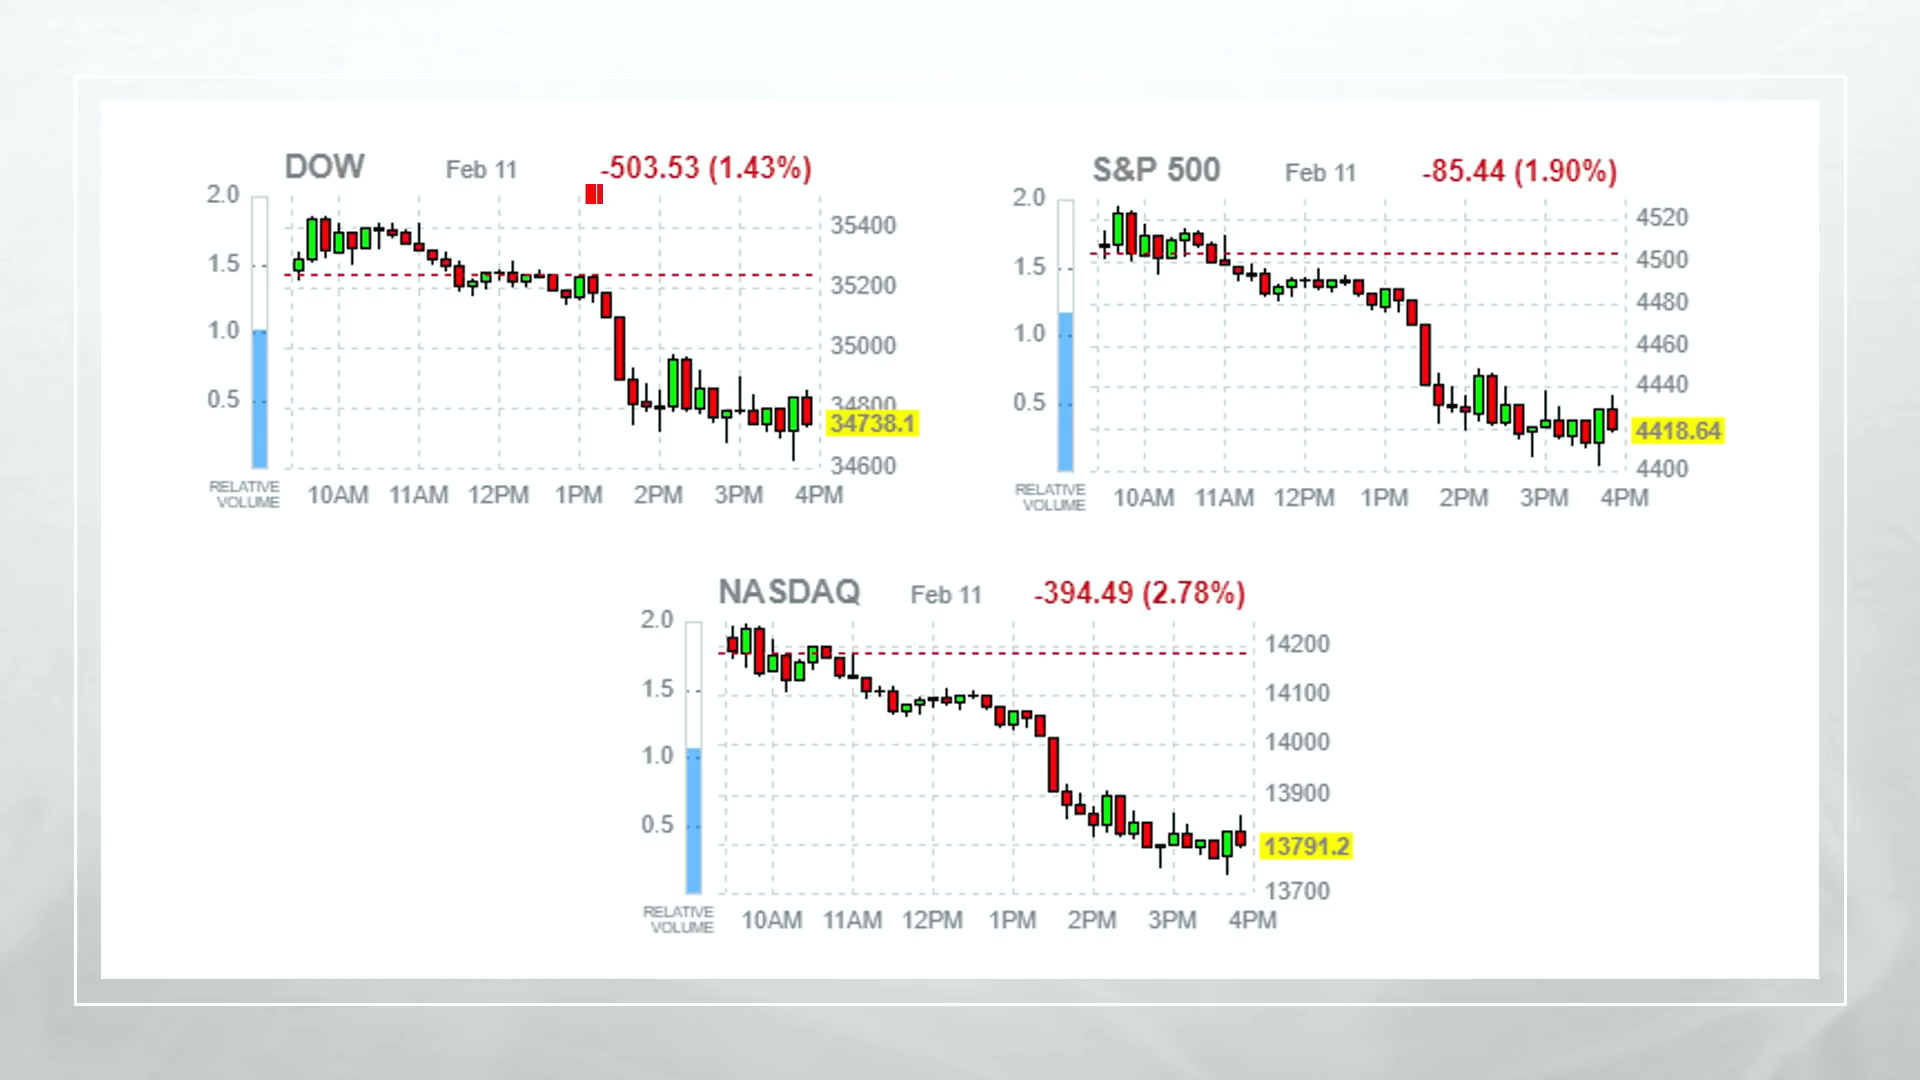 DOW Feb 11 -503.53 (1.43%)
2.0
1.5
1.0
0.5
35400
35200
35000
34800
34738.1
34600
RELATIVE
VOLUME
10AM 11AM 12PM 1PM 2PM 3PM 4PM
S&P 500 Feb 11 -85.44 (1.90%)
2.0
1.5
1.0
0.5
4520
4500
4480
4460
4440
4418.64
4400
RELATIVE
VOLUME
10AM 11AM 12PM 1PM 2PM 3PM 4PM
NASDAQ Feb 11 -394.49 (2.78%)
2.0
1.5
1.0
0.5
14200
14100
14000
13900
13791.2
13700
RELATIVE
VOLUME
10AM 11AM 12PM 1PM 2PM 3PM 4PM